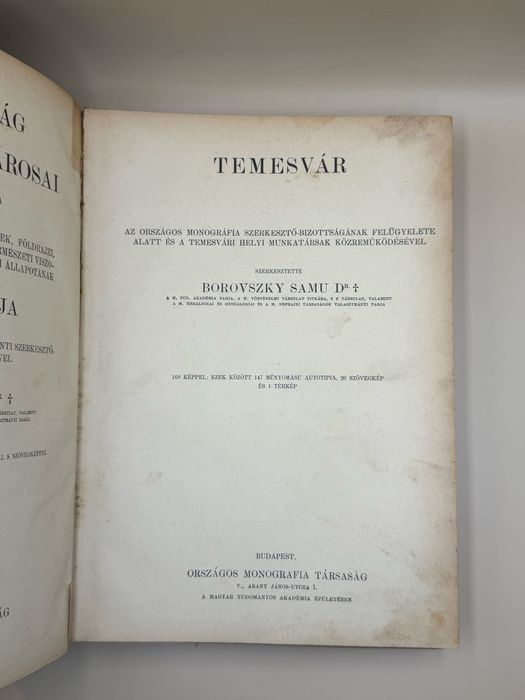 ÁG
ÁROSAI
A
EK, FÖLDRAJZI,
RMÉSZETI VISZO-
I ÁLLAPOTÁNAK
JA
NTI SZERKESZTŐ-
VEL
R. †
L S SZÖVEGKÉPPEL
ÁG
TEMESVÁR
AZ ORSZÁGOS MONOGRÁFIA SZERKESZTŐ-BIZOTTSÁGÁNAK FELÜGYELETE
ALATT ÉS A TEMESVÁRI HELYI MUNKATÁRSAK KÖZREMŰKÖDÉSÉVEL
SZERKESZTETTE
BOROVSZKY SAMU DR. †
A M. TUD. AKADÉMIA TAGJA, A M. TÖRTÉNELMI TÁRSULAT TITKÁRA, S E TÁRSULAT, VALAMINT
A M. HERALDIKAI ÉS GENEALOGIAI ÉS A M. NÉPRAJZI TÁRSASÁGOK VÁLASZTMÁNYI TAGJA
168 KÉPPEL; EZEK KÖZÖTT 147 MŰNYOMÁSU AUTOTIPIA, 20 SZÖVEGKÉP
ÉS 1 TÉRKÉP
BUDAPEST,
ORSZÁGOS MONOGRAFIA TÁRSASÁG
V., ARANY JÁNOS-UTCZA 1.
A MAGYAR TUDOMÁNYOS AKADÉMIA ÉPÜLETÉBEN